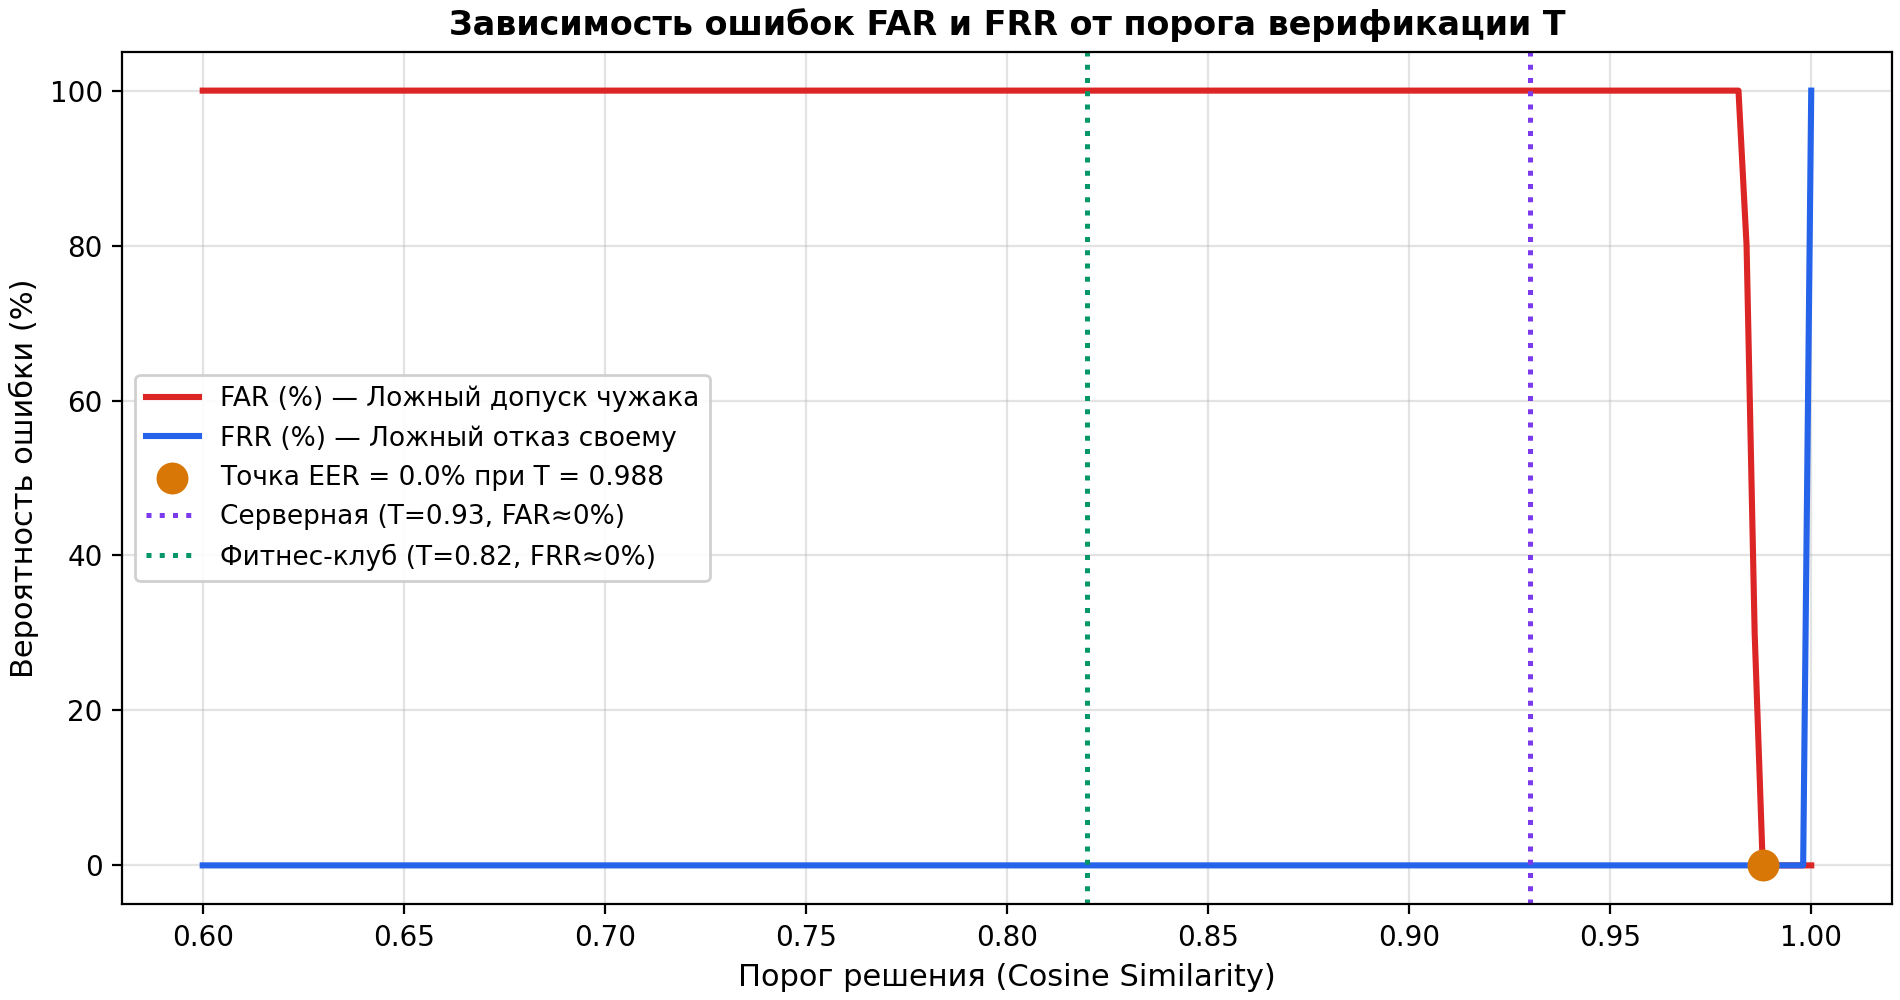 Зависимость ошибок FAR и FRR от порога верификации T
Вероятность ошибки (%)
100
80
60
40
20
0
FAR (%) — Ложный допуск чужака
FRR (%) — Ложный отказ своему
Точка EER = 0.0% при T = 0.988
Серверная (T=0.93, FAR≈0%)
Фитнес-клуб (T=0.82, FRR≈0%)
0.60 0.65 0.70 0.75 0.80 0.85 0.90 0.95 1.00
Порог решения (Cosine Similarity)